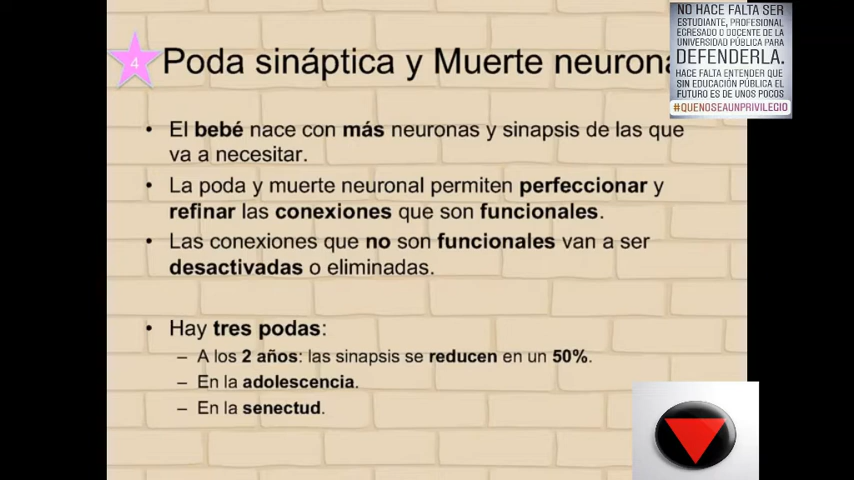 4
Poda sináptica y Muerte neurona
• El bebé nace con más neuronas y sinapsis de las que
va a necesitar.
• La poda y muerte neuronal permiten perfeccionar y
refinar las conexiones que son funcionales.
• Las conexiones que no son funcionales van a ser
desactivadas o eliminadas.
• Hay tres podas:
– A los 2 años: las sinapsis se reducen en un 50%.
– En la adolescencia.
– En la senectud.
NO HACE FALTA SER
ESTUDIANTE, PROFESIONAL
EGRESADO O DOCENTE DE LA
UNIVERSIDAD PÚBLICA PARA
DEFENDERLA.
HACE FALTA ENTENDER QUE
SIN EDUCACIÓN PÚBLICA EL
FUTURO ES DE UNOS POCOS
#QUENOSEAUNPRIVILEGIO